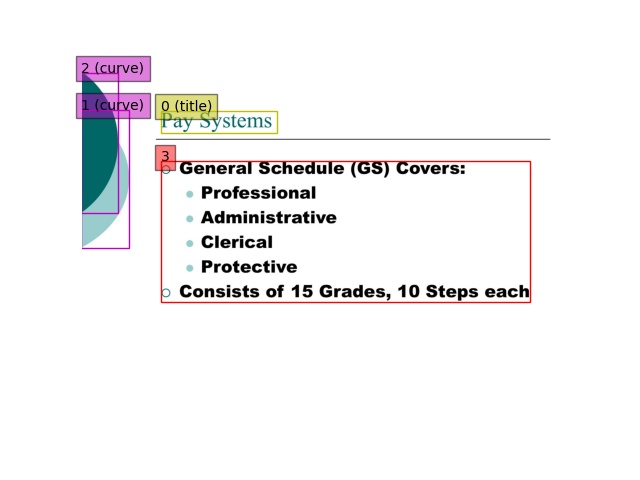 2 (curve)
1 (curve)
0 (title)
Pay Systems
3
General Schedule (GS) Covers:
Professional
Administrative
Clerical
Protective
Consists of 15 Grades, 10 Steps each